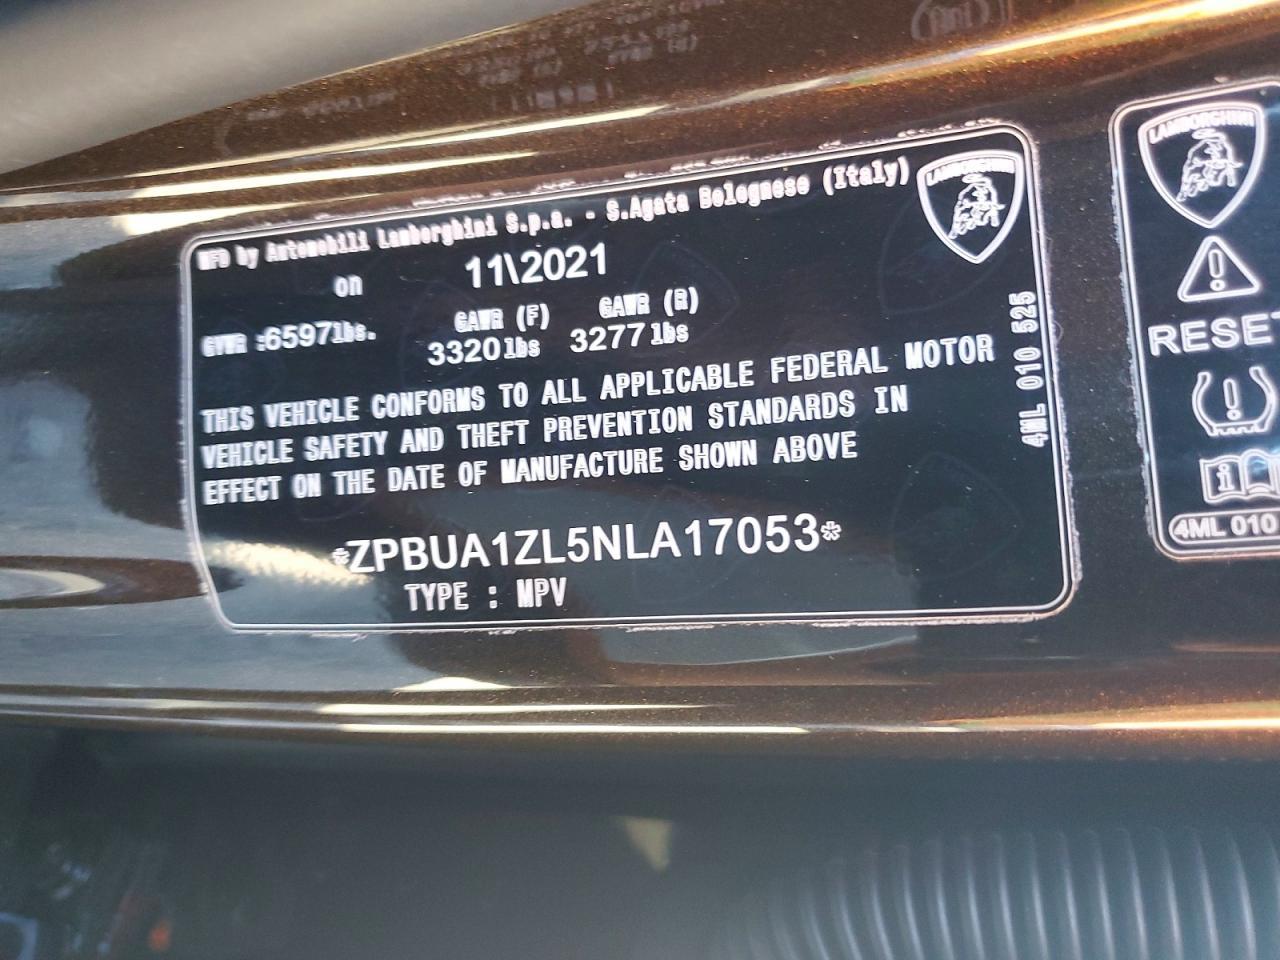 MFD by Automobili Lamborghini S.p.a. - S.Agata Bolognese (Italy)
on 11\2021
GVWR :6597lbs. GAWR (F) GAWR (R)
3320lbs 3277lbs
THIS VEHICLE CONFORMS TO ALL APPLICABLE FEDERAL MOTOR
VEHICLE SAFETY AND THEFT PREVENTION STANDARDS IN
EFFECT ON THE DATE OF MANUFACTURE SHOWN ABOVE
*ZPBUA1ZL5NLA17053*
TYPE : MPV
LAMBORGHINI
4ML 010 525
LAMBORGHINI
RESET
4ML 010